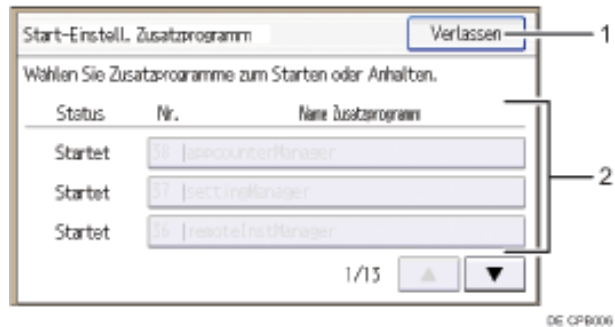 Start-Einstell. Zusatzprogramm
Verlassen
1
Wählen Sie Zusatzprogramme zum Starten oder Anhalten.
Status Nr. Name Zusatzprogramm
Startet 38 |appcounterManager
Startet 37 |settingManager
Startet 36 |remoteInstManager
2
1/13 ▲ ▼
DE CPB006